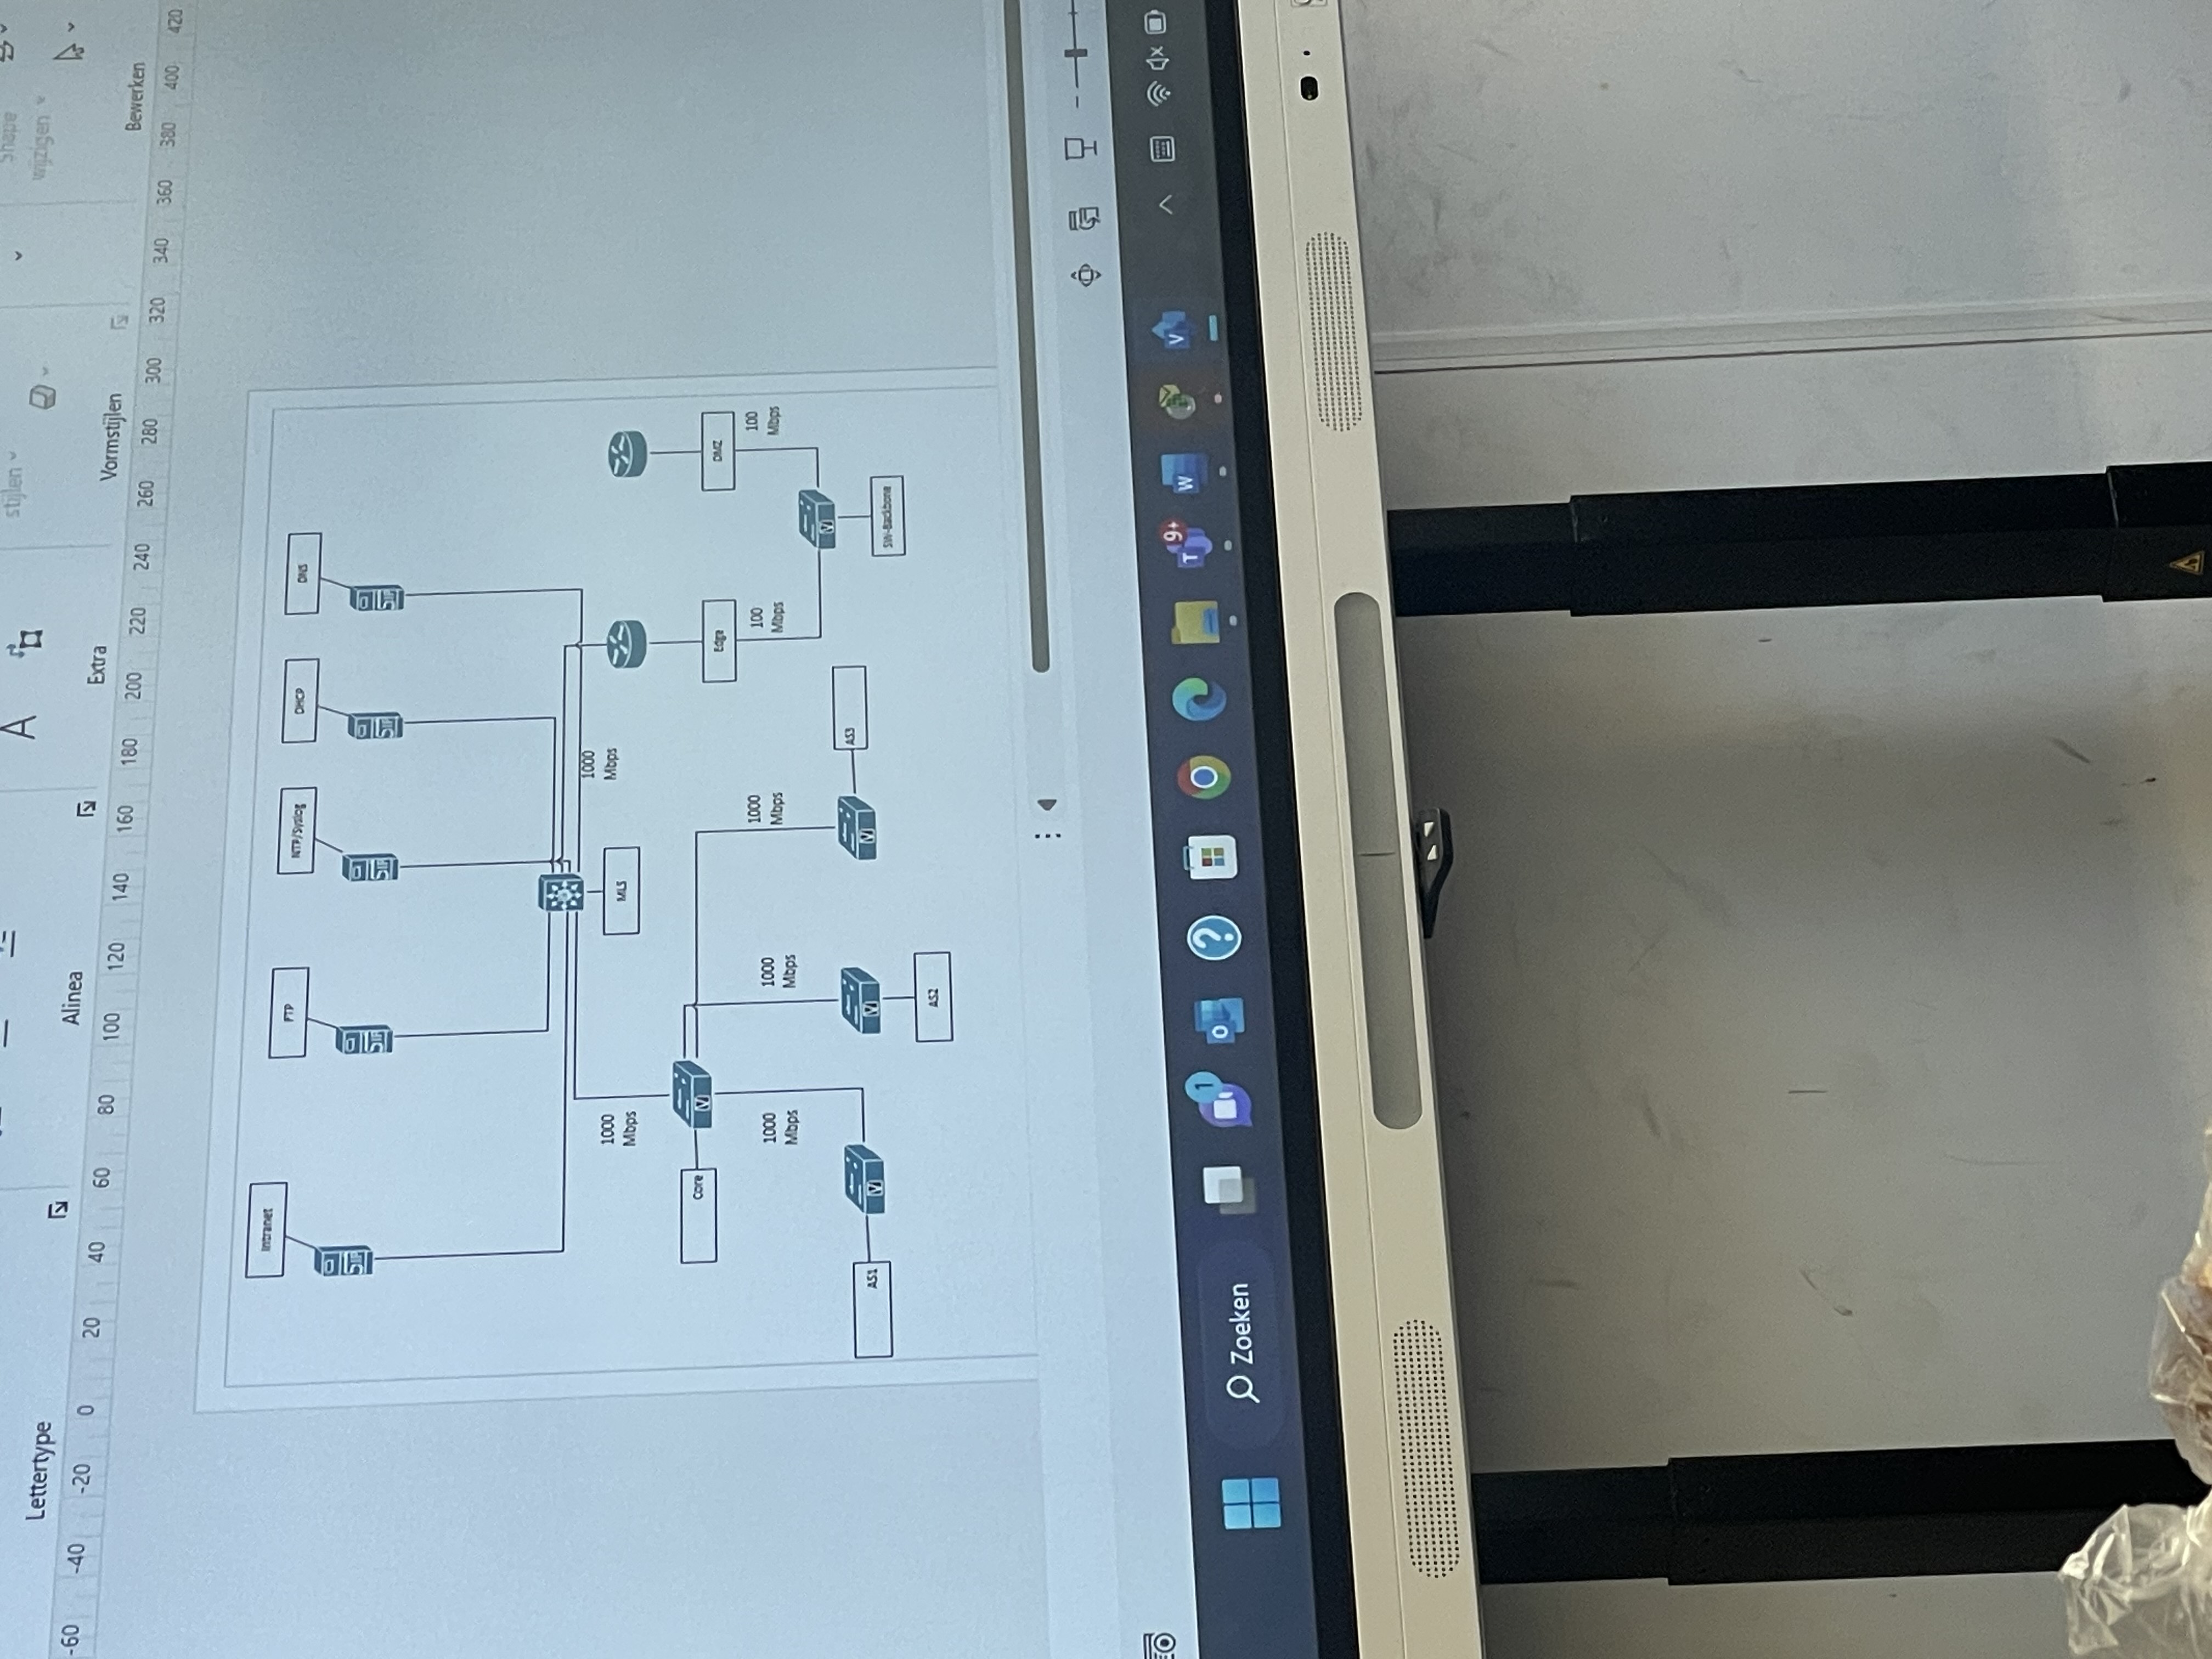 stijlen
Shape
wijzigen
Lettertype
Alinea
Extra
Vormstijlen
Bewerken
-60 -40 -20 0 20 40 60 80 100 120 140 160 180 200 220 240 260 280 300 320 340 360 380 400 420
Intranet
FTP
NTP/Syslog
DHCP
DNS
1000
Mbps
MLS
1000
Mbps
Core
Edge
DMZ
1000
Mbps
1000
Mbps
1000
Mbps
100
Mbps
100
Mbps
AS1
AS2
AS3
SW-Backbone
Zoeken
1
9+